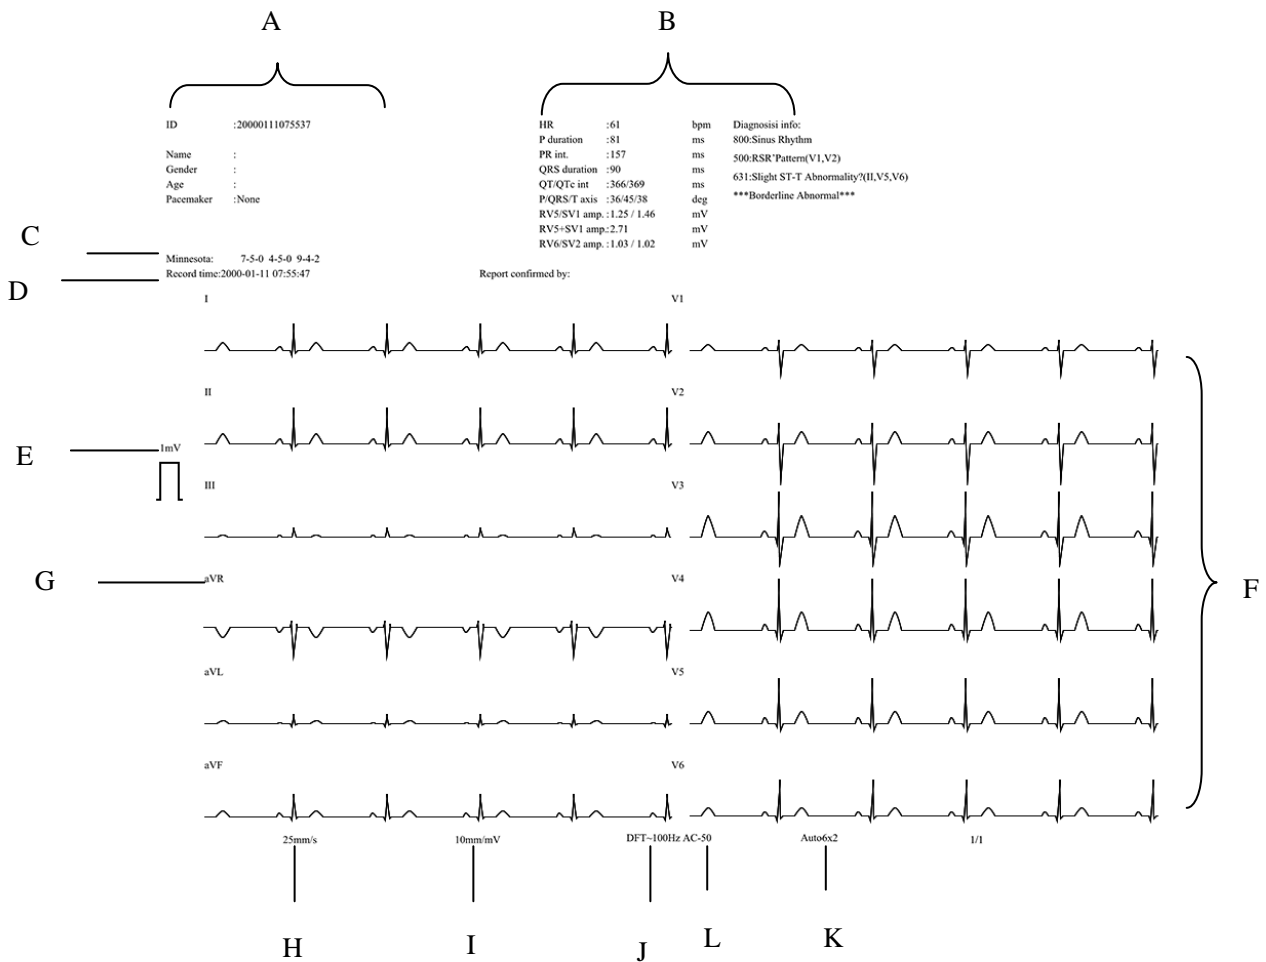 A B
ID :20000111075537
Name :
Gender :
Age :
Pacemaker :None
HR :61 bpm
P duration :81 ms
PR int. :157 ms
QRS duration :90 ms
QT/QTc int :366/369 ms
P/QRS/T axis :36/45/38 deg
RV5/SV1 amp.:1.25 / 1.46 mV
RV5+SV1 amp.:2.71 mV
RV6/SV2 amp.:1.03 / 1.02 mV
Diagnosisi info:
800:Sinus Rhythm
500:RSR'Pattern(V1,V2)
631:Slight ST-T Abnormality?(II,V5,V6)
***Borderline Abnormal***
C
Minnesota: 7-5-0 4-5-0 9-4-2
D
Record time:2000-01-11 07:55:47 Report confirmed by:
I V1
II V2
E
1mV
III V3
G
aVR V4
F
aVL V5
aVF V6
25mm/s 10mm/mV DFT~100Hz AC-50 Auto6x2 1/1
H I J L K